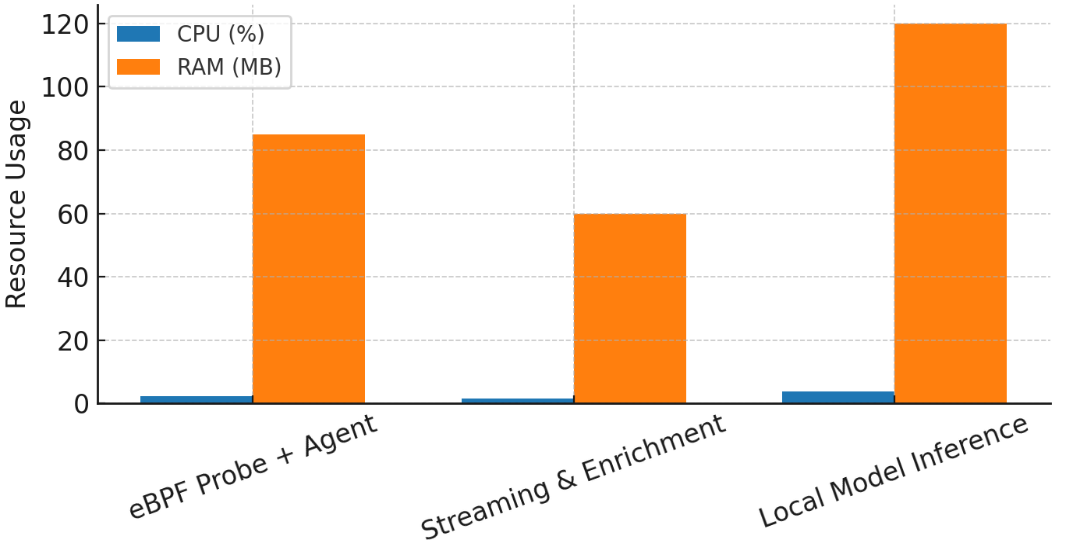 120
100
80
60
40
20
0
Resource Usage
CPU (%)
RAM (MB)
eBPF Probe + Agent
Streaming & Enrichment
Local Model Inference